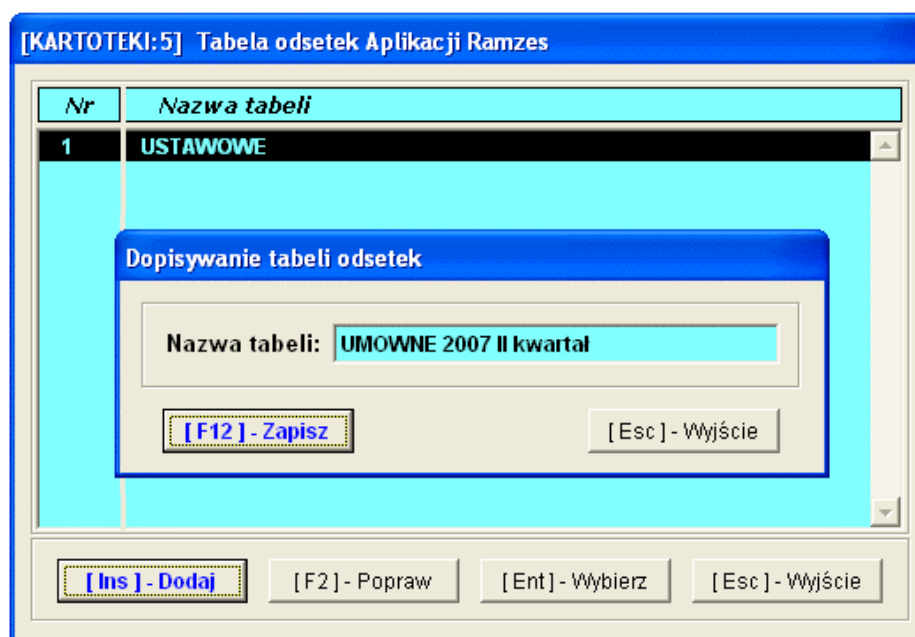 [KARTOTEKI:5] Tabela odsetek Aplikacji Ramzes
Nr Nazwa tabeli
1 USTAWOWE
Dopisywanie tabeli odsetek
Nazwa tabeli: UMOWNE 2007 II kwartał
[ F12 ] - Zapisz [ Esc ] - Wyjście
[ Ins ] - Dodaj [ F2 ] - Popraw [ Ent ] - Wybierz [ Esc ] - Wyjście